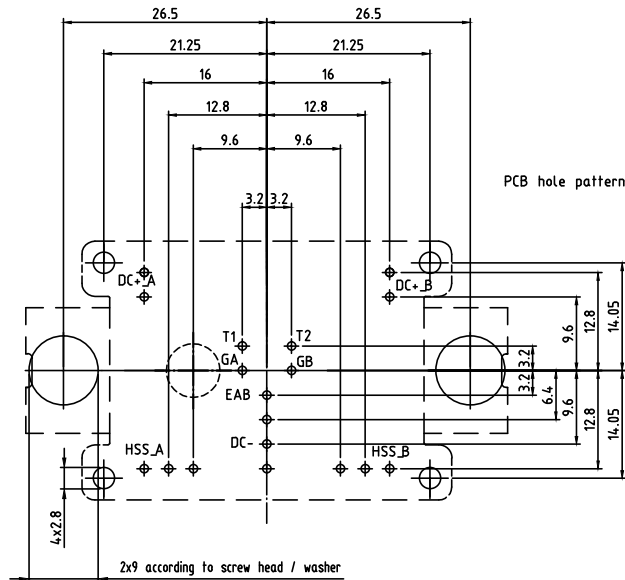 26.5 26.5
21.25 21.25
16 16
12.8 12.8
9.6 9.6
PCB hole pattern
3.2 3.2
DC+_A DC+_B
T1 T2
GA GB
EAB
DC-
HSS_A HSS_B
3.2
9.6
12.8
14.05
3.2
6.4
9.6
12.8
14.05
4x2.8
2x9 according to screw head / washer